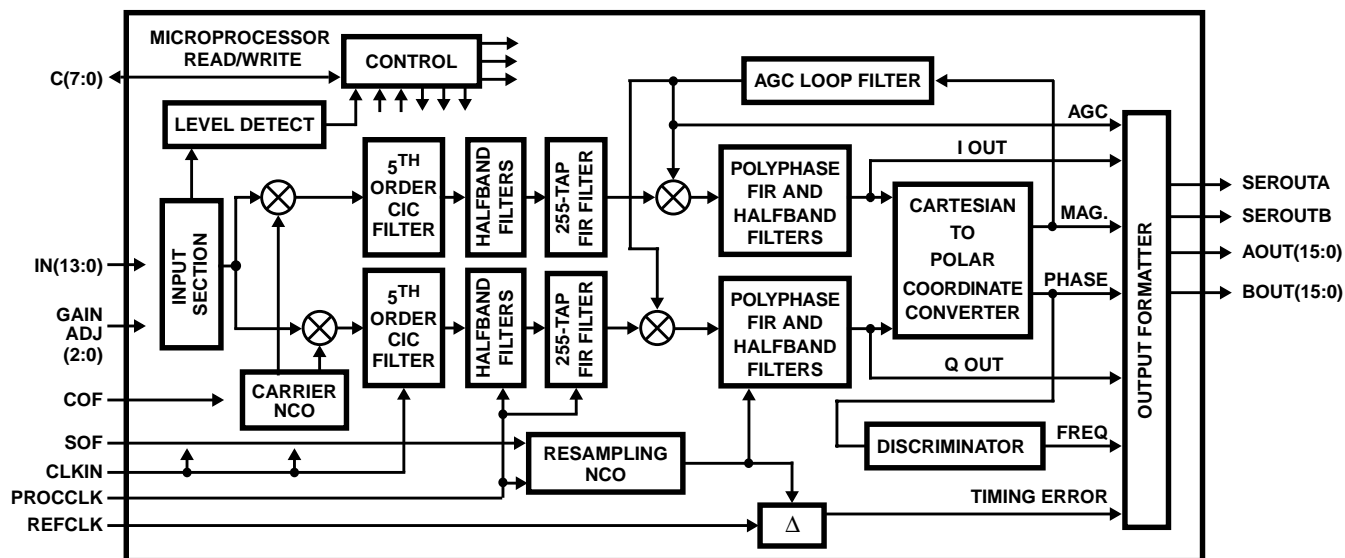 MICROPROCESSOR
READ/WRITE
C(7:0)
CONTROL
AGC LOOP FILTER
LEVEL DETECT
AGC
I OUT
5TH
ORDER
CIC
FILTER
HALFBAND
FILTERS
255-TAP
FIR FILTER
POLYPHASE
FIR AND
HALFBAND
FILTERS
CARTESIAN
TO
POLAR
COORDINATE
CONVERTER
MAG.
PHASE
OUTPUT FORMATTER
SEROUTA
SEROUTB
AOUT(15:0)
BOUT(15:0)
IN(13:0)
INPUT
SECTION
GAIN
ADJ
(2:0)
5TH
ORDER
CIC
FILTER
HALFBAND
FILTERS
255-TAP
FIR FILTER
POLYPHASE
FIR AND
HALFBAND
FILTERS
Q OUT
COF
CARRIER
NCO
SOF
RESAMPLING
NCO
DISCRIMINATOR
FREQ
CLKIN
PROCCLK
TIMING ERROR
REFCLK
Δ